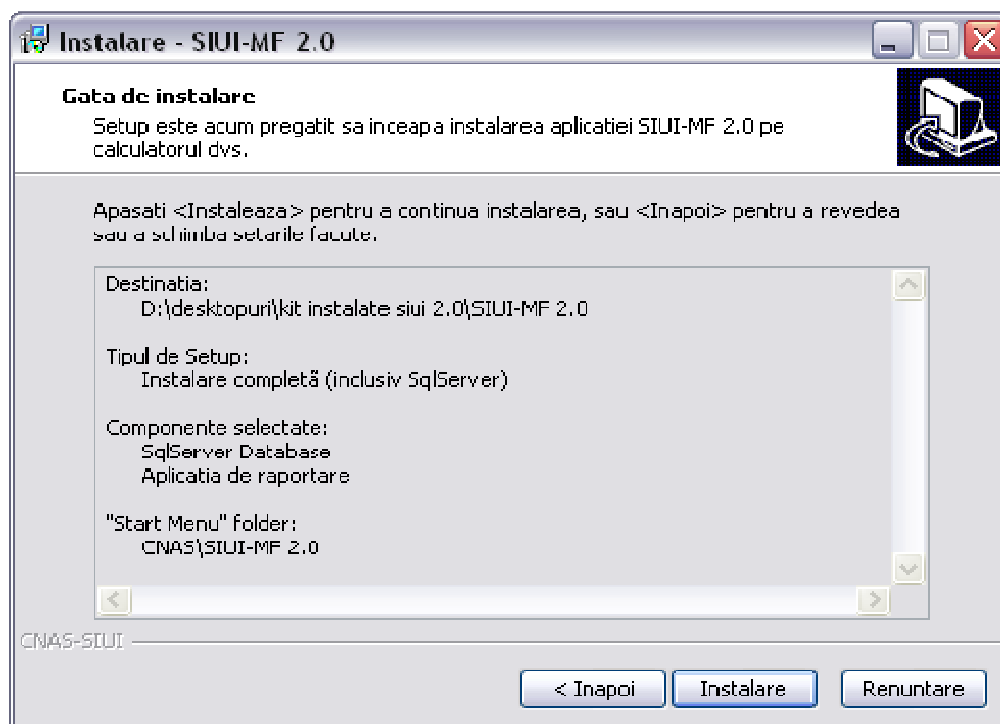 Instalare - SIUI-MF 2.0
Gata de instalare
Setup este acum pregatit sa inceapa instalarea aplicatiei SIUI-MF 2.0 pe
calculatorul dvs.
Apasati <Instaleaza> pentru a continua instalarea, sau <Inapoi> pentru a revedea
sau a schimba setarile facute.
Destinatia:
D:\desktopuri\kit instalate siui 2.0\SIUI-MF 2.0
Tipul de Setup:
Instalare completă (inclusiv SqlServer)
Componente selectate:
SqlServer Database
Aplicatia de raportare
"Start Menu" folder:
CNAS\SIUI-MF 2.0
CNAS-SIUI
< Inapoi
Instalare
Renuntare